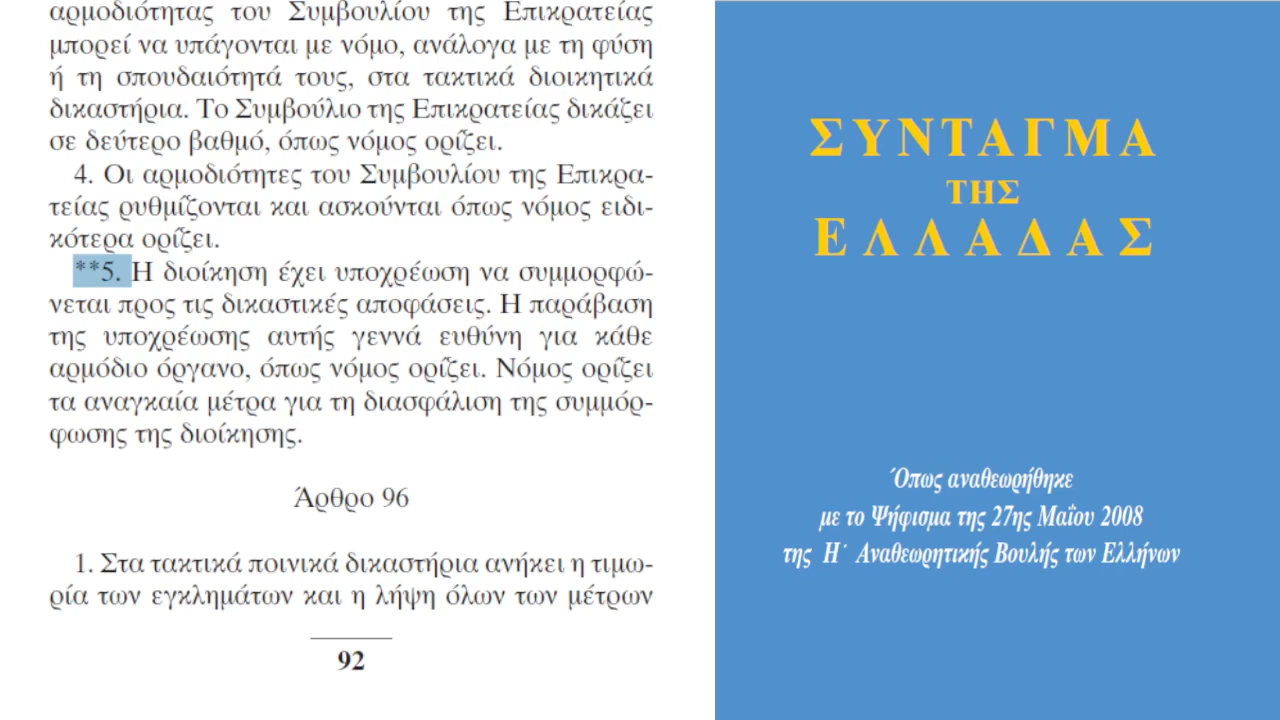 αρμοδιότητας του Συμβουλίου της Επικρατείας
μπορεί να υπάγονται με νόμο, ανάλογα με τη φύση
ή τη σπουδαιότητά τους, στα τακτικά διοικητικά
δικαστήρια. Το Συμβούλιο της Επικρατείας δικάζει
σε δεύτερο βαθμό, όπως νόμος ορίζει.
4. Οι αρμοδιότητες του Συμβουλίου της Επικρα-
τείας ρυθμίζονται και ασκούνται όπως νόμος ειδι-
κότερα ορίζει.
**5. Η διοίκηση έχει υποχρέωση να συμμορφώ-
νεται προς τις δικαστικές αποφάσεις. Η παράβαση
της υποχρέωσης αυτής γεννά ευθύνη για κάθε
αρμόδιο όργανο, όπως νόμος ορίζει. Νόμος ορίζει
τα αναγκαία μέτρα για τη διασφάλιση της συμμόρ-
φωσης της διοίκησης.
Άρθρο 96
1. Στα τακτικά ποινικά δικαστήρια ανήκει η τιμω-
ρία των εγκλημάτων και η λήψη όλων των μέτρων
92
ΣΥΝΤΑΓΜΑ
ΤΗΣ
ΕΛΛΑΔΑΣ
Όπως αναθεωρήθηκε
με το Ψήφισμα της 27ης Μαΐου 2008
της Η΄ Αναθεωρητικής Βουλής των Ελλήνων